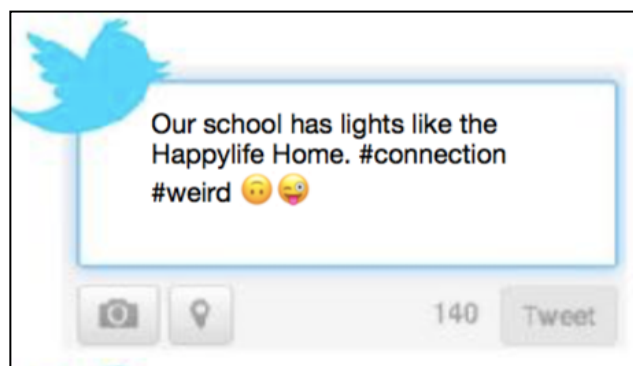 Our school has lights like the
Happylife Home. #connection
#weird 🙃😜
140 Tweet